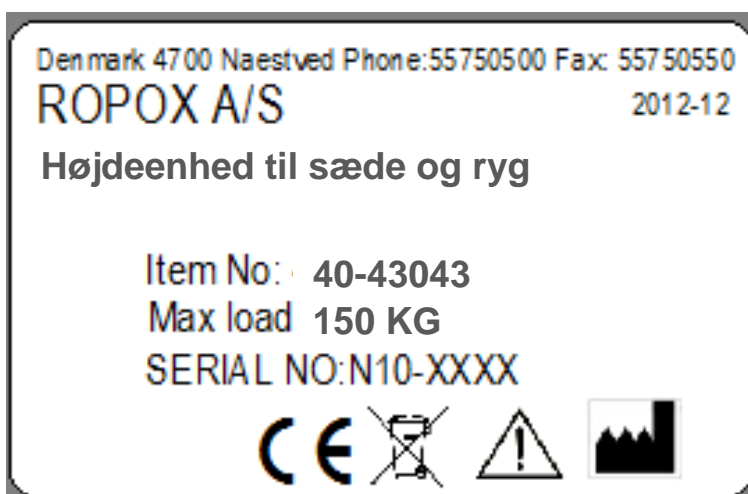 Denmark 4700 Naestved Phone:55750500 Fax: 55750550
ROPOX A/S 2012-12
Højdeenhed til sæde og ryg
Item No: 40-43043
Max load 150 KG
SERIAL NO:N10-XXXX
CE